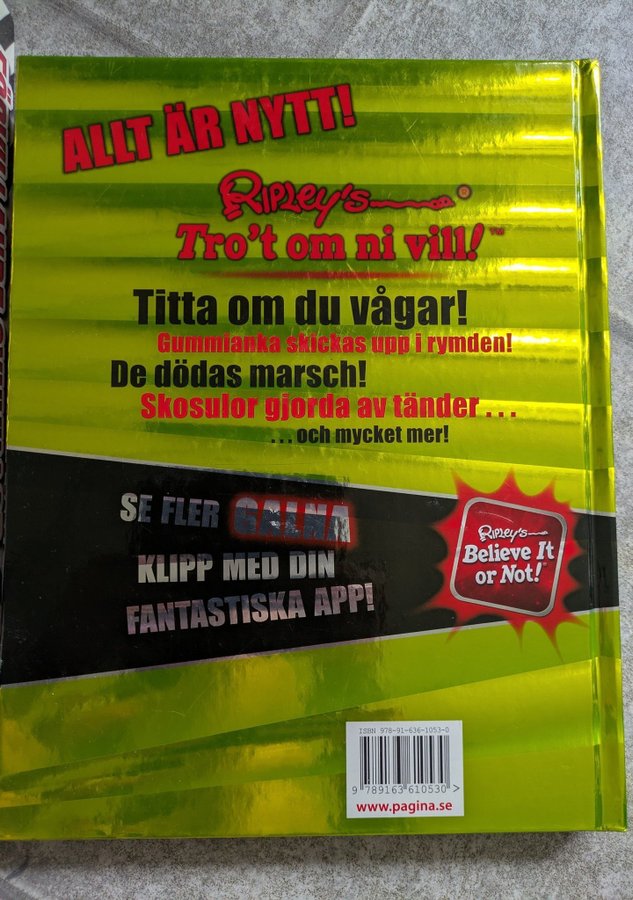 ALLT ÄR NYTT!
RIPLEY'S®
Tro't om ni vill!™
Titta om du vågar!
Gummianka skickas upp i rymden!
De dödas marsch!
Skosulor gjorda av tänder . . .
. . . och mycket mer!
SE FLER GALNA
KLIPP MED DIN
FANTASTISKA APP!
RIPLEY'S
Believe It
or Not!
ISBN 978-91-636-1053-0
9 789163 610530 >
www.pagina.se